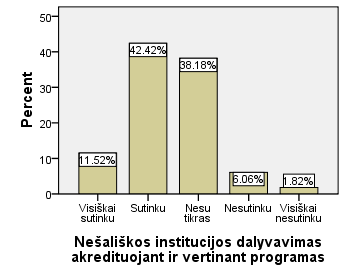 50
40
30
20
10
0
Percent
11.52%
42.42%
38.18%
6.06%
1.82%
Visiškai
sutinku
Sutinku
Nesu
tikras
Nesutinku
Visiškai
nesutinku
Nešališkos institucijos dalyvavimas
akredituojant ir vertinant programas